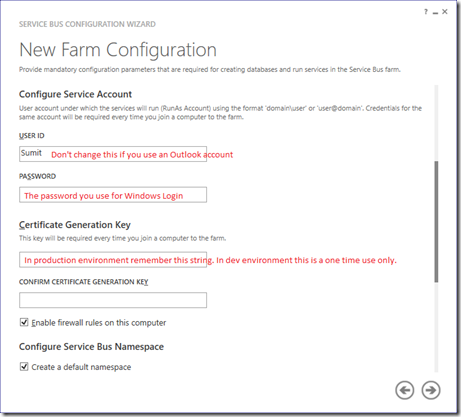 SERVICE BUS CONFIGURATION WIZARD
New Farm Configuration
Provide mandatory configuration parameters that are required for creating databases and run services in the Service Bus farm.
Configure Service Account
User account under which the services will run (RunAs Account) using the format 'domain\user' or 'user@domain'. Credentials for the
same account will be required every time you join a computer to the farm.
USER ID
Sumit Don't change this if you use an Outlook account
PASSWORD
The password you use for Windows Login
Certificate Generation Key
This key will be required every time you join a computer to the farm.
In production environment remember this string. In dev environment this is a one time use only.
CONFIRM CERTIFICATE GENERATION KEY
Enable firewall rules on this computer
Configure Service Bus Namespace
Create a default namespace